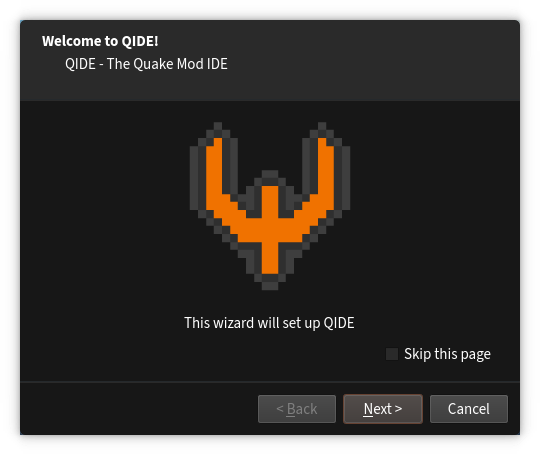 Welcome to QIDE!
QIDE - The Quake Mod IDE
This wizard will set up QIDE
Skip this page
< Back
Next >
Cancel